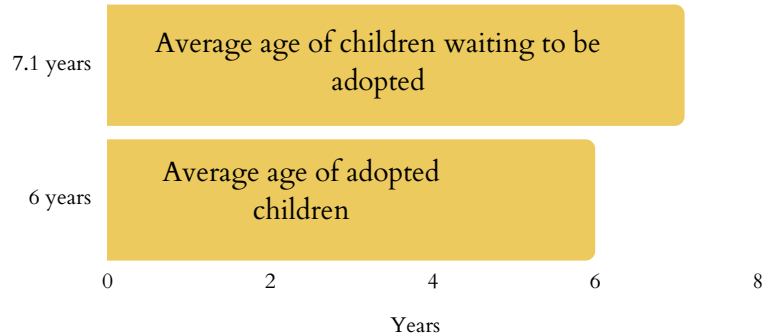 Average age of children waiting to be
adopted
7.1 years
Average age of adopted
children
6 years
0 2 4 6 8
Years